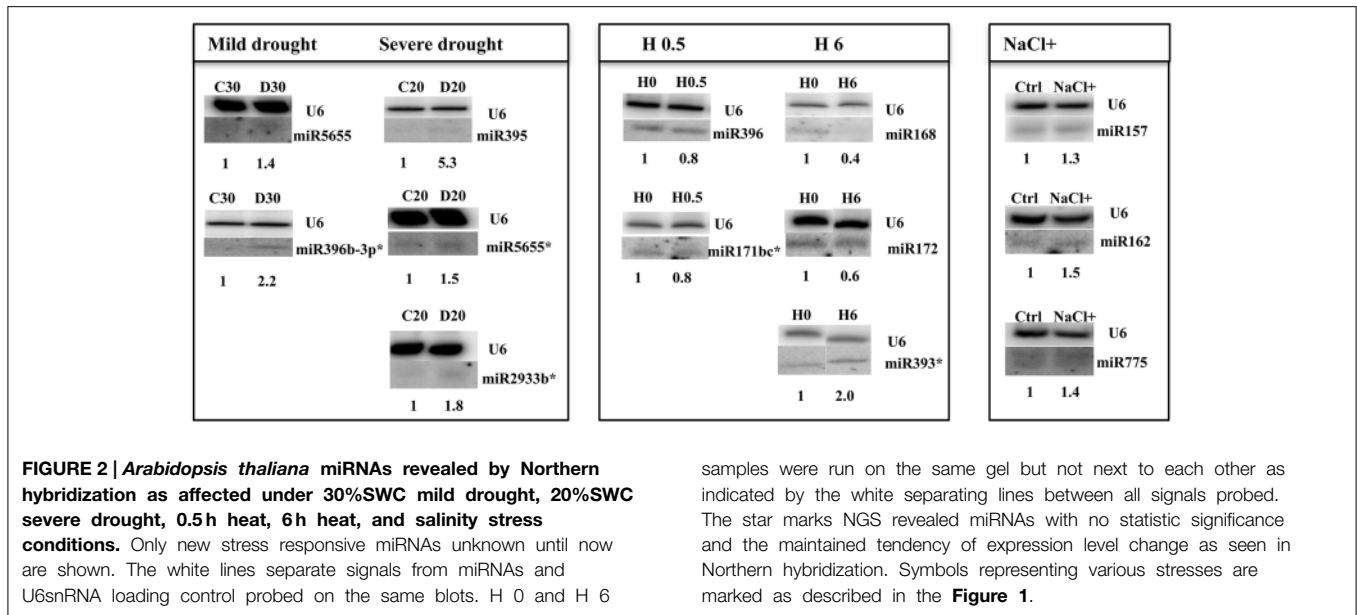 Mild drought Severe drought
C30 D30
U6
miR5655
1 1.4
C30 D30
U6
miR396b-3p*
1 2.2
C20 D20
U6
miR395
1 5.3
C20 D20
U6
miR5655*
1 1.5
C20 D20
U6
miR2933b*
1 1.8
H 0.5 H 6
H0 H0.5
U6
miR396
1 0.8
H0 H0.5
U6
miR171bc*
1 0.8
H0 H6
U6
miR168
1 0.4
H0 H6
U6
miR172
1 0.6
H0 H6
U6
miR393*
1 2.0
NaCl+
Ctrl NaCl+
U6
miR157
1 1.3
Ctrl NaCl+
U6
miR162
1 1.5
Ctrl NaCl+
U6
miR775
1 1.4
FIGURE 2 | Arabidopsis thaliana miRNAs revealed by Northern
hybridization as affected under 30%SWC mild drought, 20%SWC
severe drought, 0.5 h heat, 6 h heat, and salinity stress
conditions. Only new stress responsive miRNAs unknown until now
are shown. The white lines separate signals from miRNAs and
U6snRNA loading control probed on the same blots. H 0 and H 6
samples were run on the same gel but not next to each other as
indicated by the white separating lines between all signals probed.
The star marks NGS revealed miRNAs with no statistic significance
and the maintained tendency of expression level change as seen in
Northern hybridization. Symbols representing various stresses are
marked as described in the Figure 1.